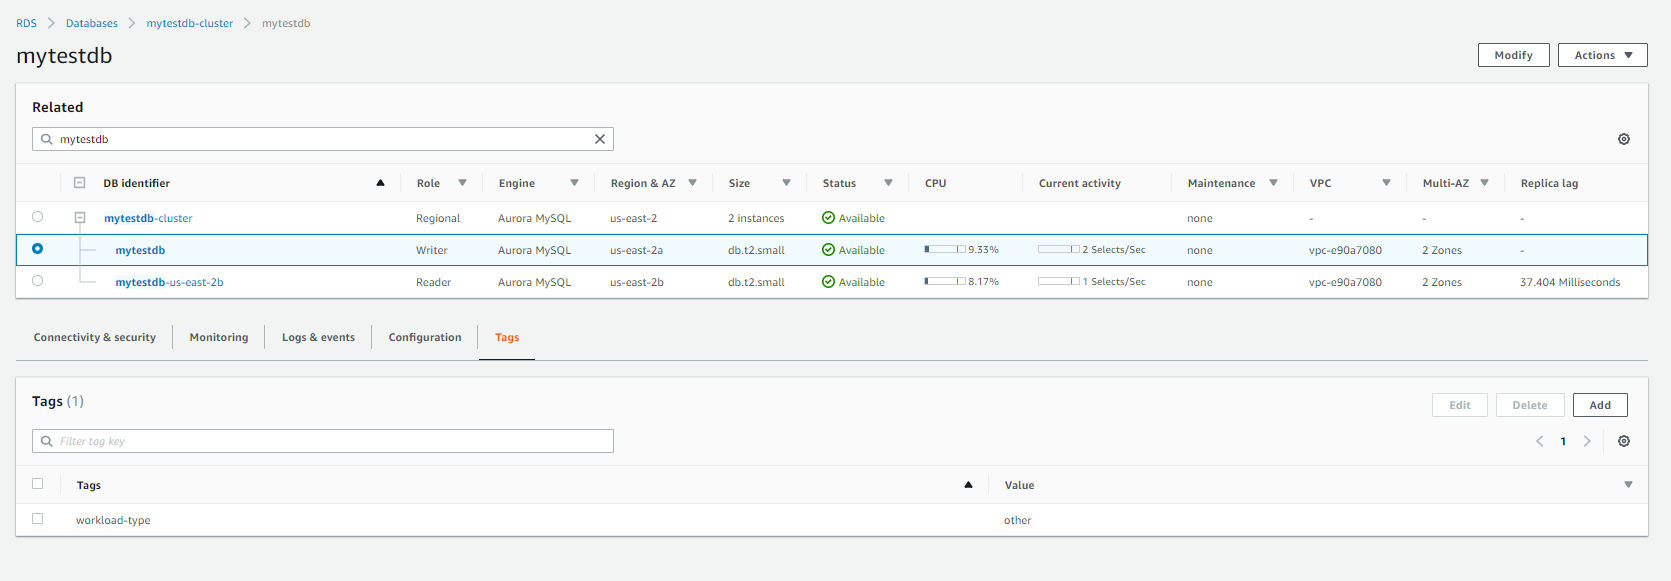 RDS Databases mytestdb-cluster mytestdb
mytestdb
Modify Actions
Related
mytestdb
DB identifier Role Engine Region & AZ Size Status CPU Current activity Maintenance VPC Multi-AZ Replica lag
mytestdb-cluster Regional Aurora MySQL us-east-2 2 instances Available none - - -
mytestdb Writer Aurora MySQL us-east-2a db.t2.small Available 9.33% 2 Selects/Sec none vpc-e90a7080 2 Zones -
mytestdb-us-east-2b Reader Aurora MySQL us-east-2b db.t2.small Available 8.17% 1 Selects/Sec none vpc-e90a7080 2 Zones 37.404 Milliseconds
Connectivity & security Monitoring Logs & events Configuration Tags
Tags (1)
Edit Delete Add
Filter tag key
1
Tags Value
workload-type other